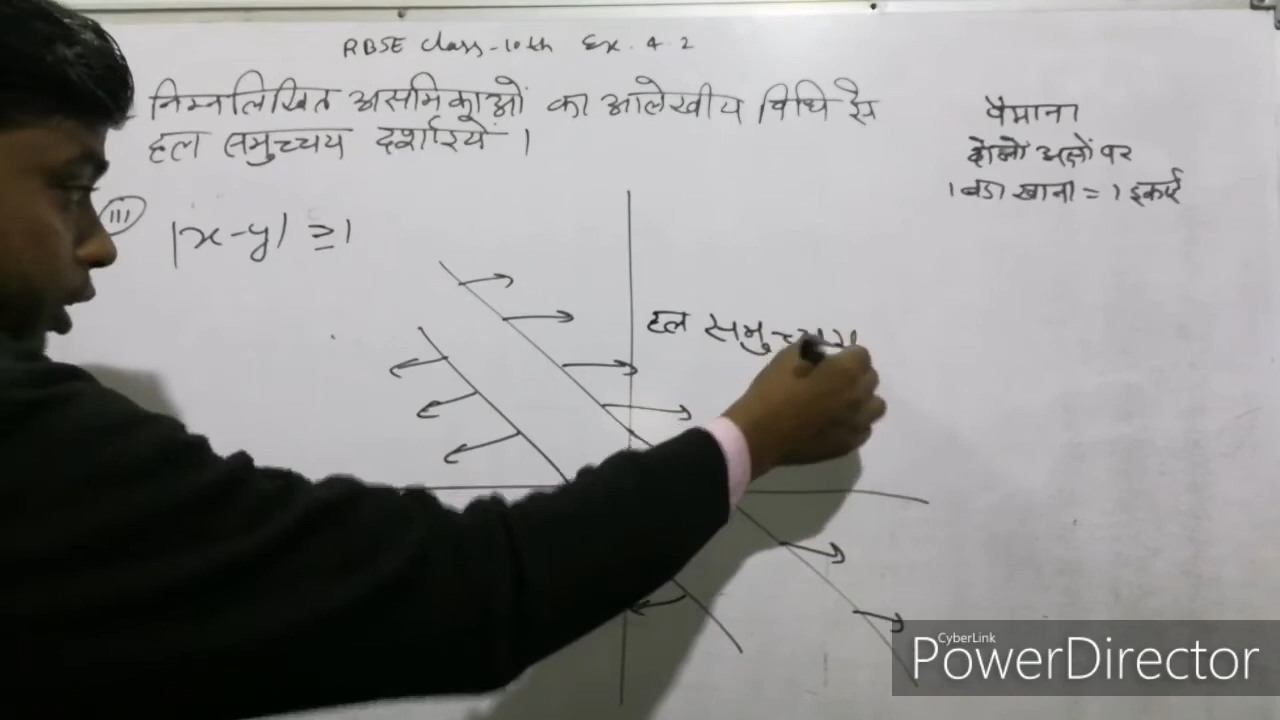 RBSE Class-10th Ex. 4.2
निम्नलिखित असमिकाओं का आलेखीय विधि से
हल समुच्चय दर्शाइये ।
पैमाना
दोनों अक्षों पर
1 बडा खाना = 1 इकाई
(iii) |x-y| ≥ 1
हल समुच्चय
CyberLink
PowerDirector